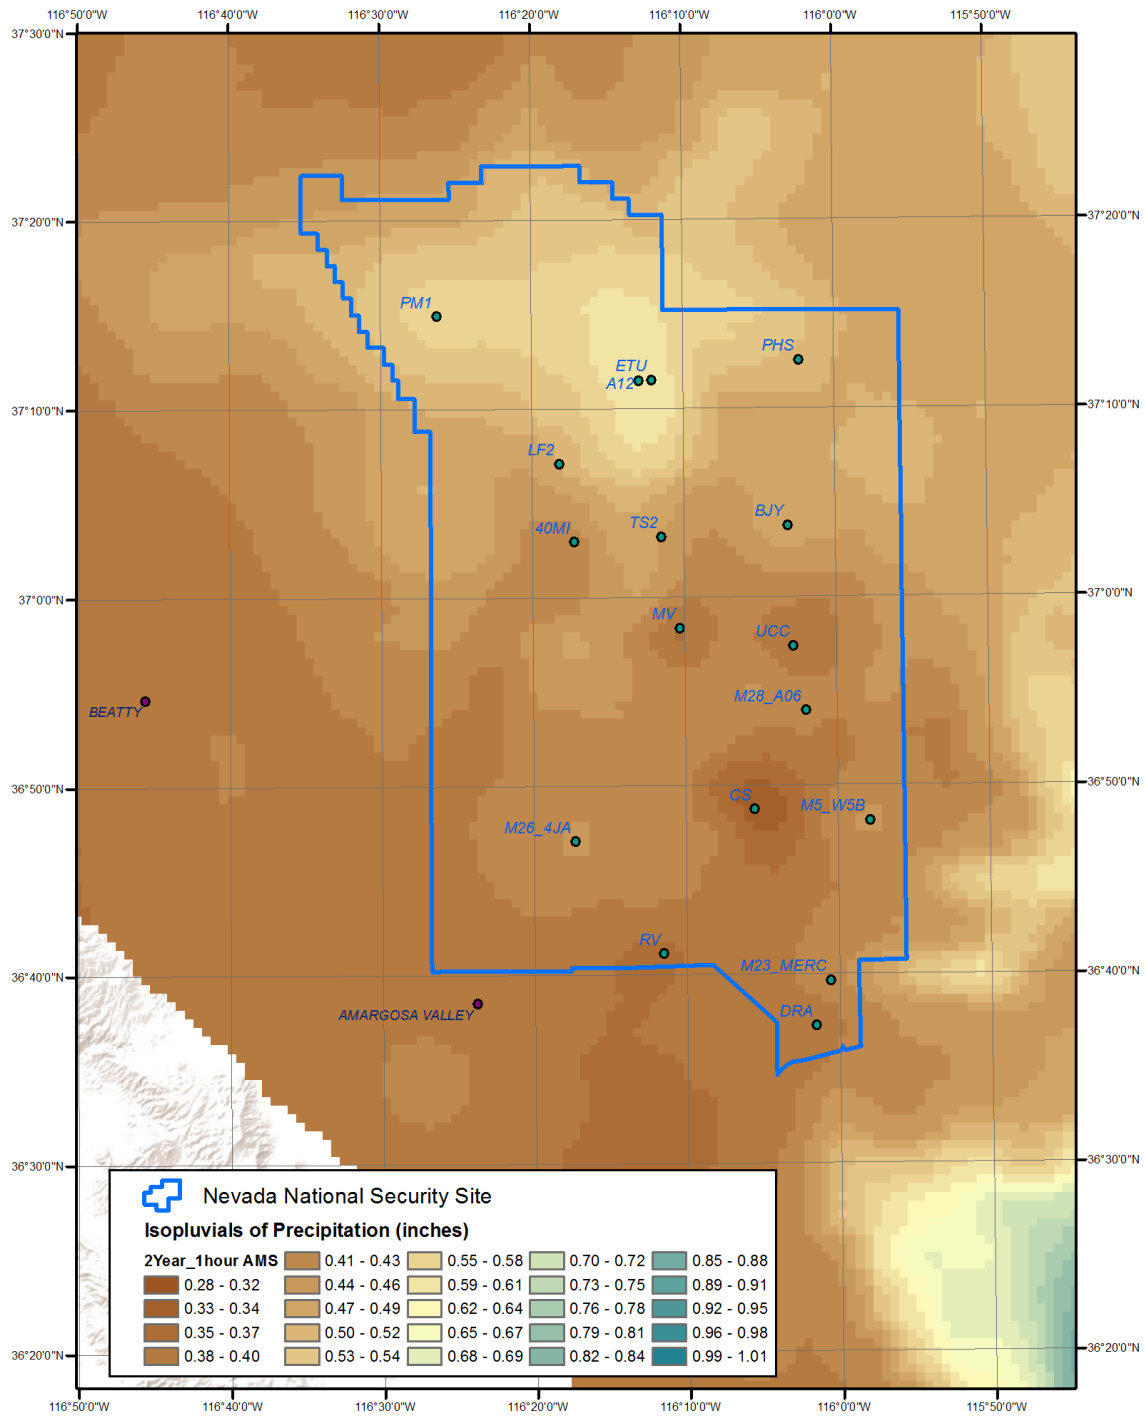 116°50'0"W 116°40'0"W 116°30'0"W 116°20'0"W 116°10'0"W 116°0'0"W 115°50'0"W
37°30'0"N
37°20'0"N 37°20'0"N
PM1
PHS
ETU
A12
37°10'0"N 37°10'0"N
LF2
BJY
TS2
40MI
37°0'0"N 37°0'0"N
MV
UCC
M28_A06
BEATTY
36°50'0"N 36°50'0"N
CS
M5_W5B
M26_4JA
RV
M23_MERC
36°40'0"N 36°40'0"N
DRA
AMARGOSA VALLEY
36°30'0"N 36°30'0"N
Nevada National Security Site
Isopluvials of Precipitation (inches)
2Year_1hour AMS 0.41 - 0.43 0.55 - 0.58 0.70 - 0.72 0.85 - 0.88
0.28 - 0.32 0.44 - 0.46 0.59 - 0.61 0.73 - 0.75 0.89 - 0.91
0.33 - 0.34 0.47 - 0.49 0.62 - 0.64 0.76 - 0.78 0.92 - 0.95
0.35 - 0.37 0.50 - 0.52 0.65 - 0.67 0.79 - 0.81 0.96 - 0.98
0.38 - 0.40 0.53 - 0.54 0.68 - 0.69 0.82 - 0.84 0.99 - 1.01
36°20'0"N 36°20'0"N
116°50'0"W 116°40'0"W 116°30'0"W 116°20'0"W 116°10'0"W 116°0'0"W 115°50'0"W